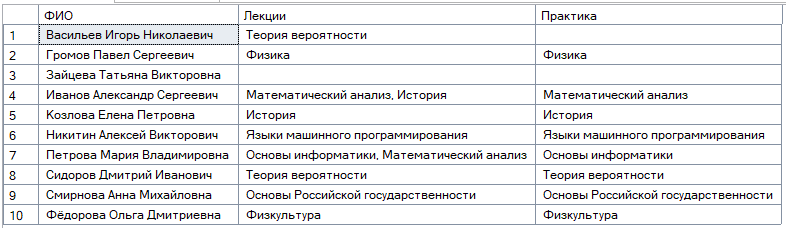 ФИО Лекции Практика
1 Васильев Игорь Николаевич Теория вероятности
2 Громов Павел Сергеевич Физика Физика
3 Зайцева Татьяна Викторовна
4 Иванов Александр Сергеевич Математический анализ, История Математический анализ
5 Козлова Елена Петровна История История
6 Никитин Алексей Викторович Языки машинного программирования Языки машинного программирования
7 Петрова Мария Владимировна Основы информатики, Математический анализ Основы информатики
8 Сидоров Дмитрий Иванович Теория вероятности Теория вероятности
9 Смирнова Анна Михайловна Основы Российской государственности Основы Российской государственности
10 Фёдорова Ольга Дмитриевна Физкультура Физкультура